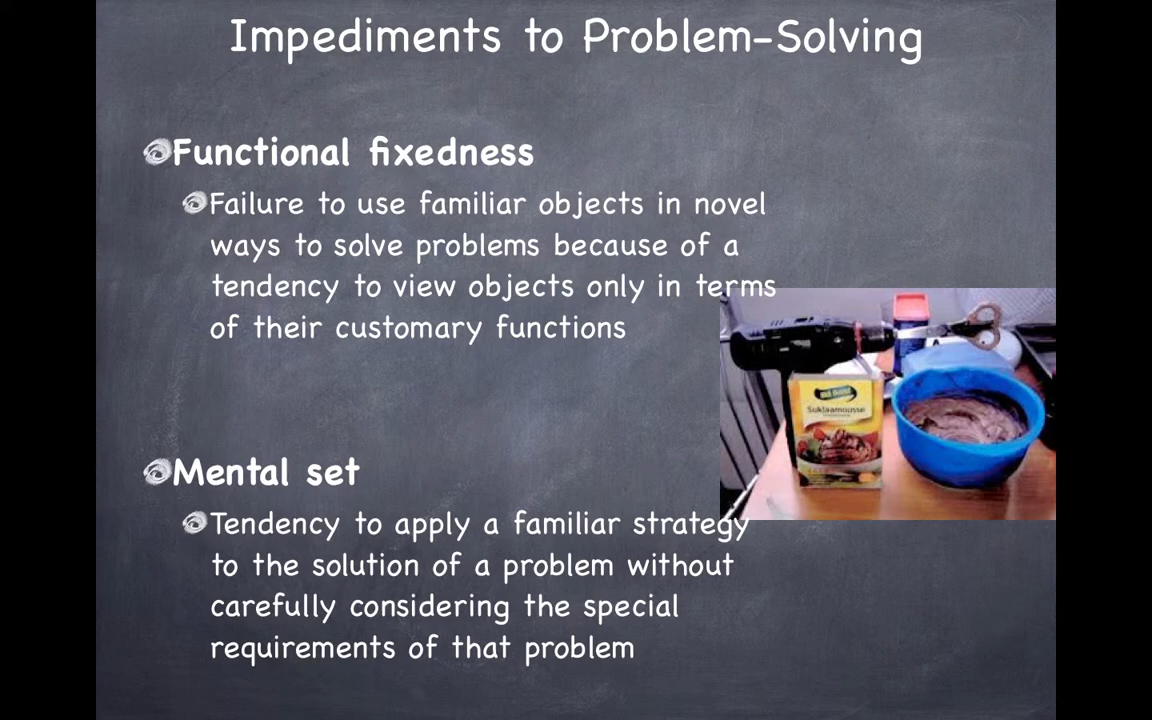 Impediments to Problem-Solving
Functional fixedness
Failure to use familiar objects in novel
ways to solve problems because of a
tendency to view objects only in terms
of their customary functions
Suklaamousse
Mental set
Tendency to apply a familiar strategy
to the solution of a problem without
carefully considering the special
requirements of that problem